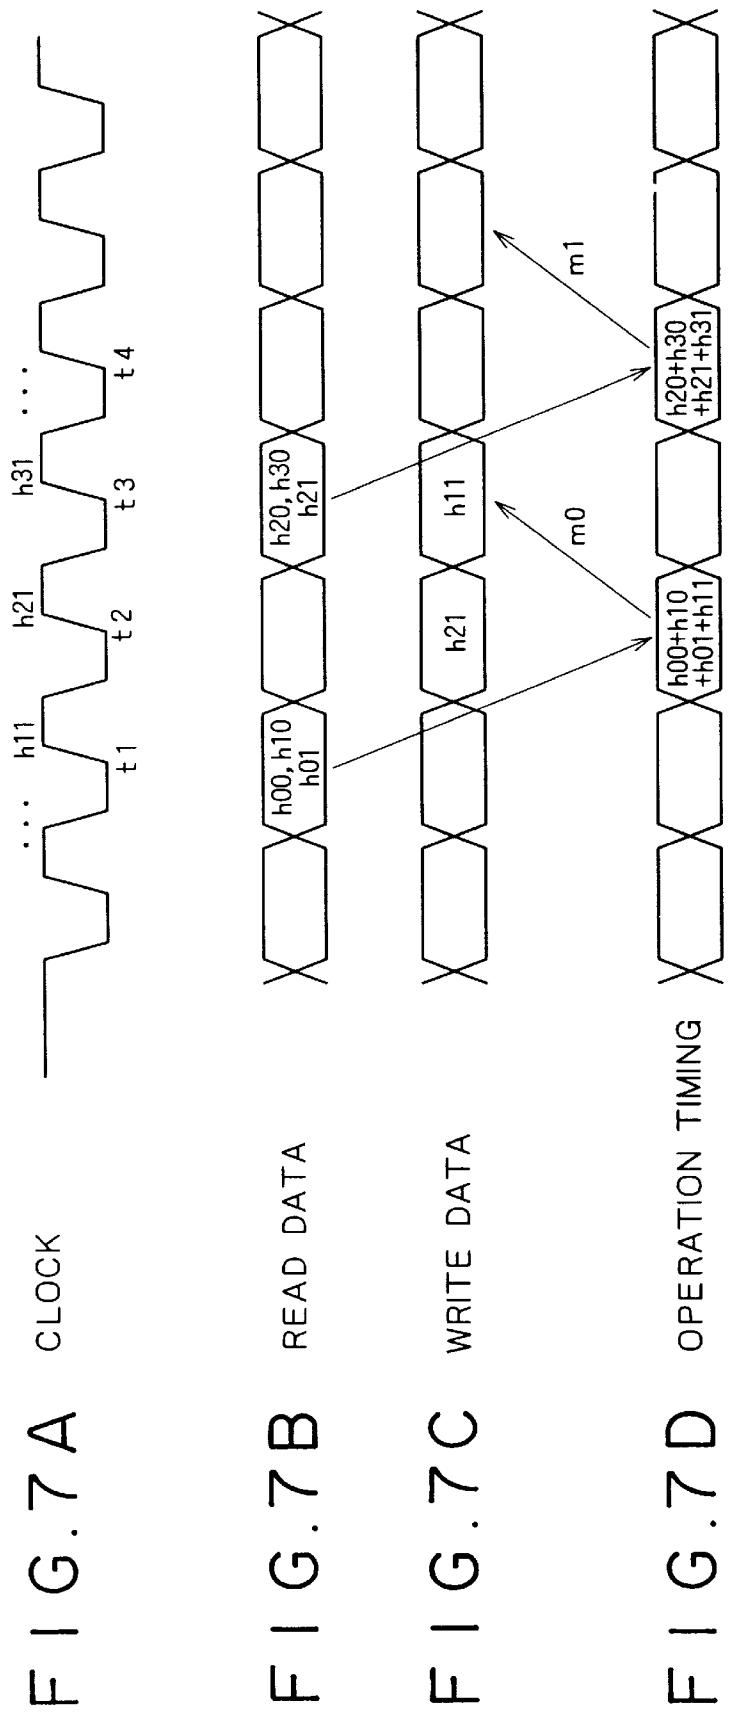 FIG.7A CLOCK
... h11 h21 h31 ...
t1 t2 t3 t4
FIG.7B READ DATA
h00, h10
h01
h20, h30
h21
FIG.7C WRITE DATA
h21
h11
m0
m1
FIG.7D OPERATION TIMING
h00+h10
+h01+h11
h20+h30
+h21+h31